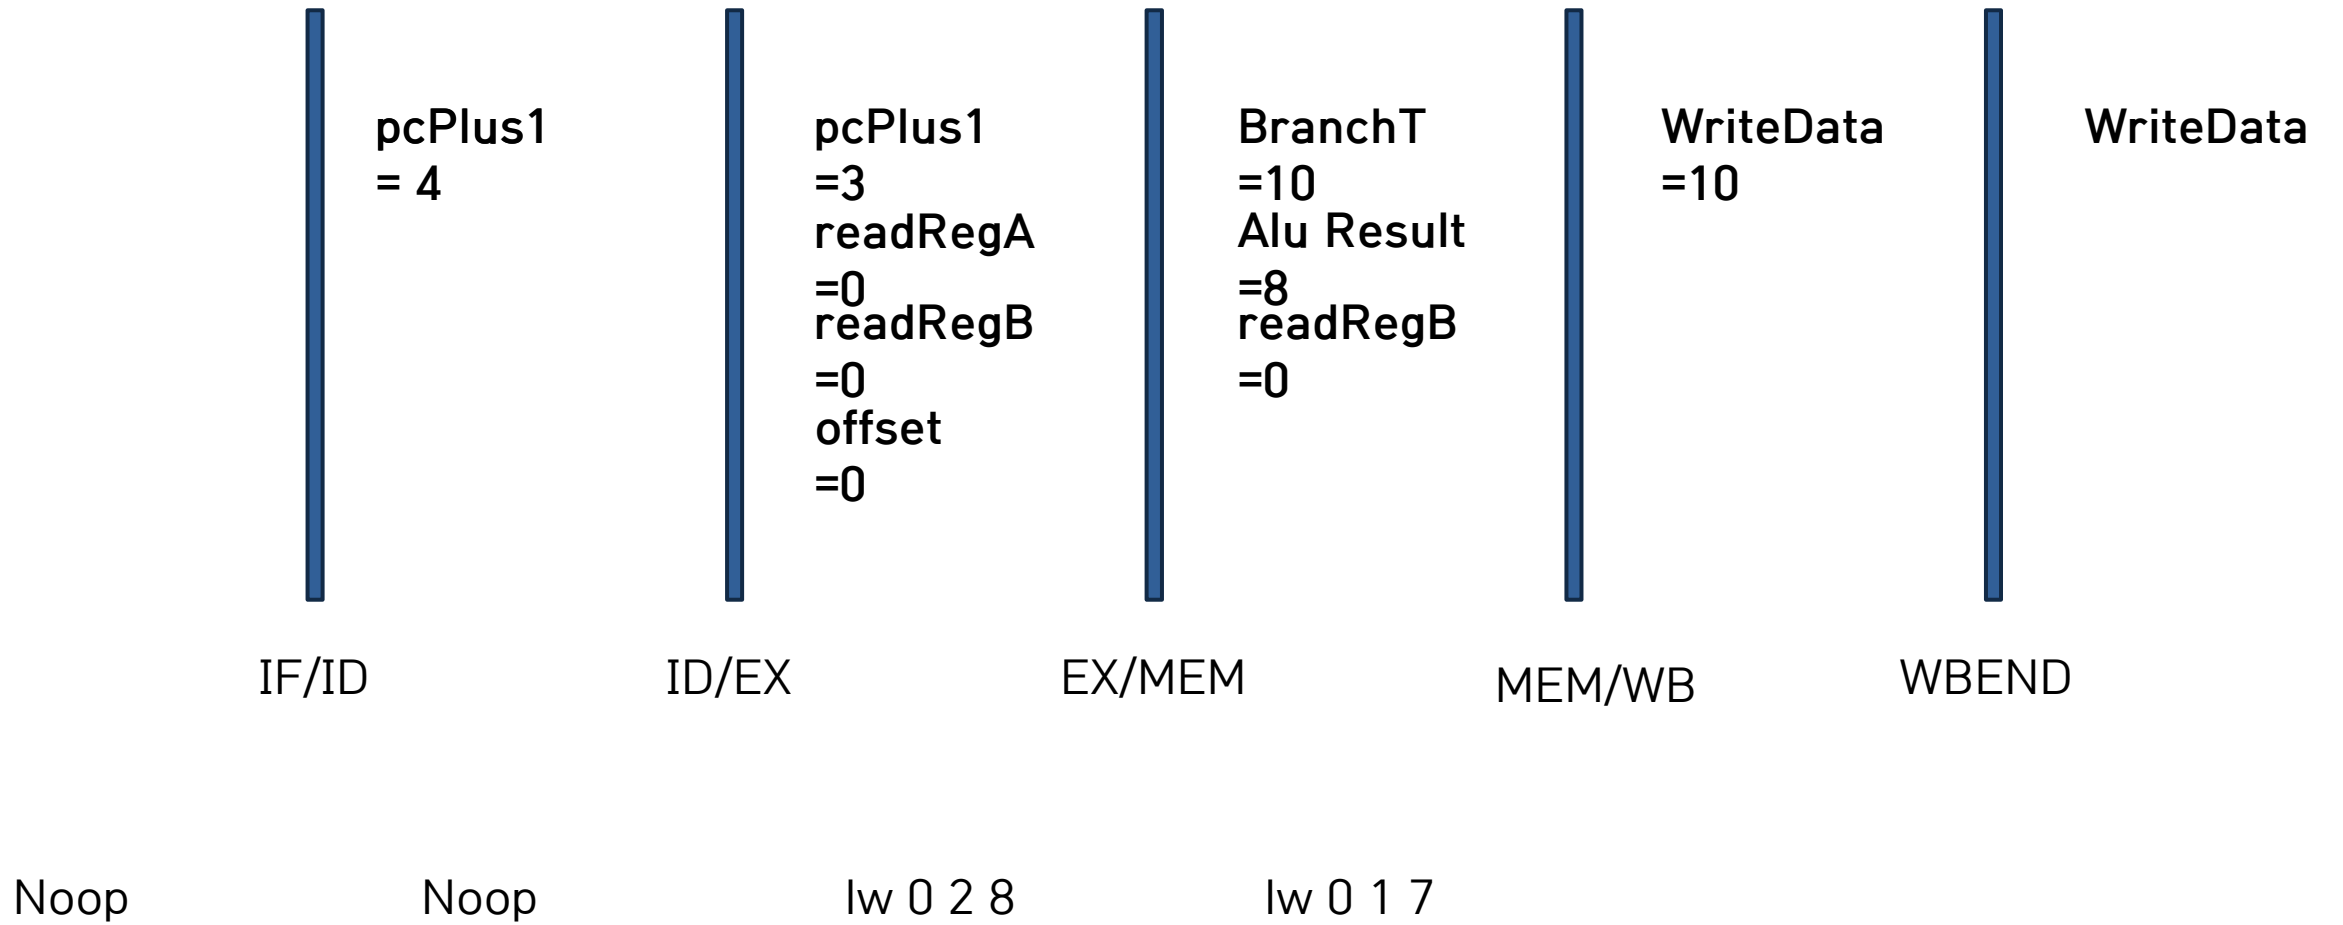 pcPlus1
= 4
pcPlus1
=3
readRegA
=0
readRegB
=0
offset
=0
BranchT
=10
Alu Result
=8
readRegB
=0
WriteData
=10
WriteData
IF/ID
ID/EX
EX/MEM
MEM/WB
WBEND
Noop
Noop
lw 0 2 8
lw 0 1 7